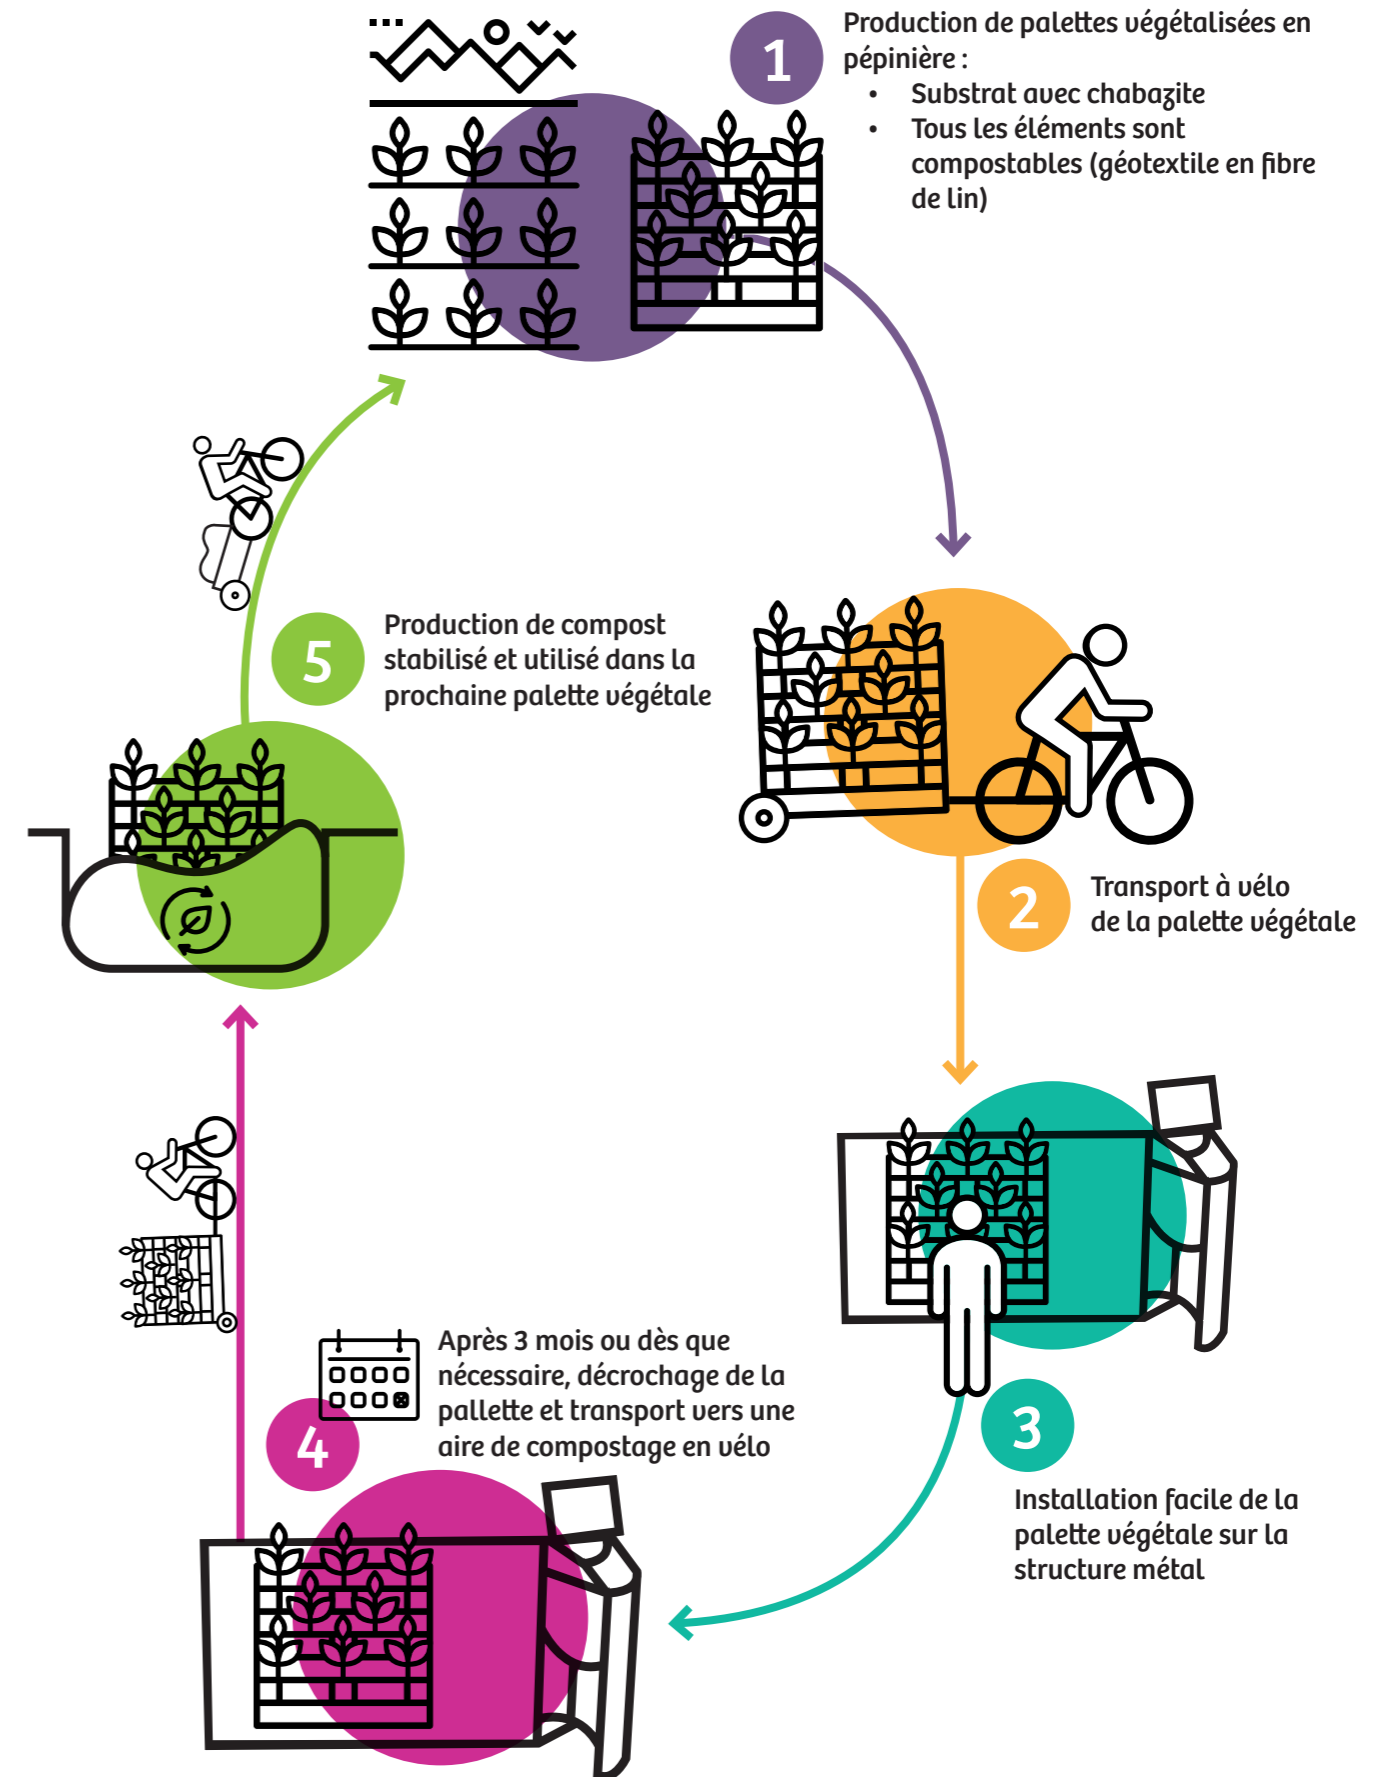 1
Production de palettes végétalisées en
pépinière :
• Substrat avec chabazite
• Tous les éléments sont
compostables (géotextile en fibre
de lin)
5
Production de compost
stabilisé et utilisé dans la
prochaine palette végétale
2
Transport à vélo
de la palette végétale
4
Après 3 mois ou dès que
nécessaire, décrochage de la
pallette et transport vers une
aire de compostage en vélo
3
Installation facile de la
palette végétale sur la
structure métal